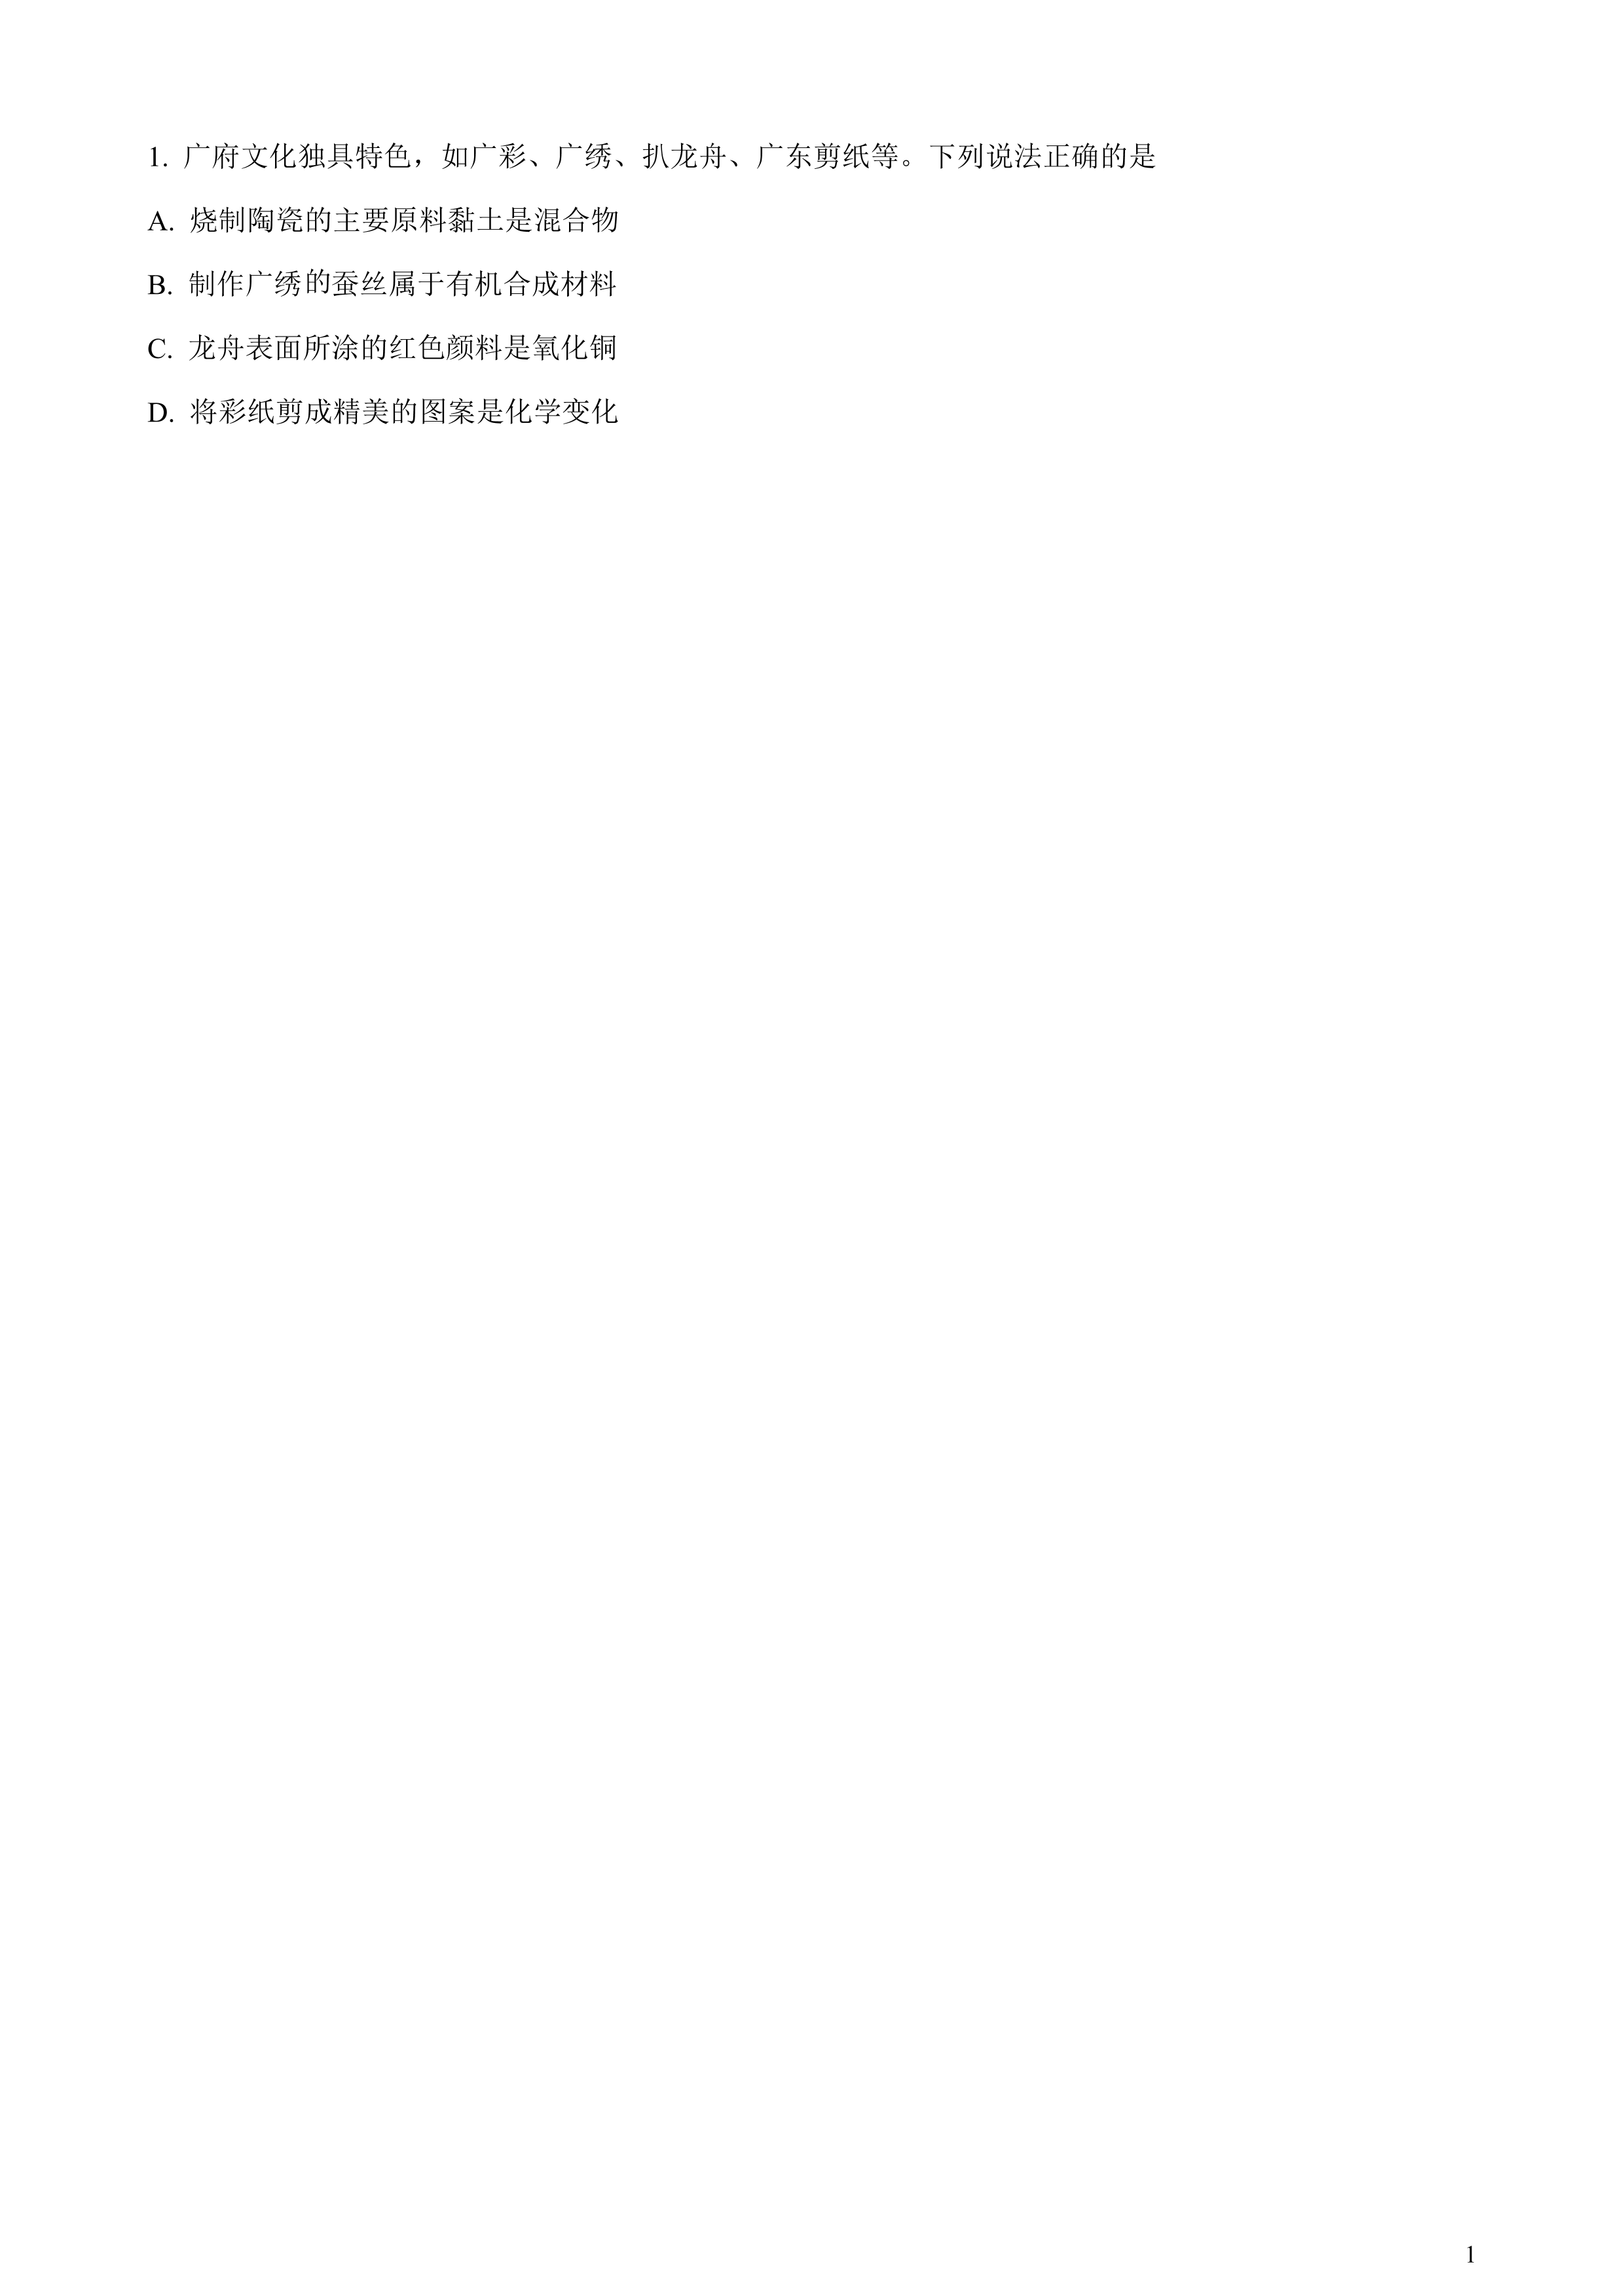 1. 广府文化独具特色，如广彩、广绣、扒龙舟、广东剪纸等。下列说法正确的是
A. 烧制陶瓷的主要原料黏土是混合物
B. 制作广绣的蚕丝属于有机合成材料
C. 龙舟表面所涂的红色颜料是氧化铜
D. 将彩纸剪成精美的图案是化学变化
1